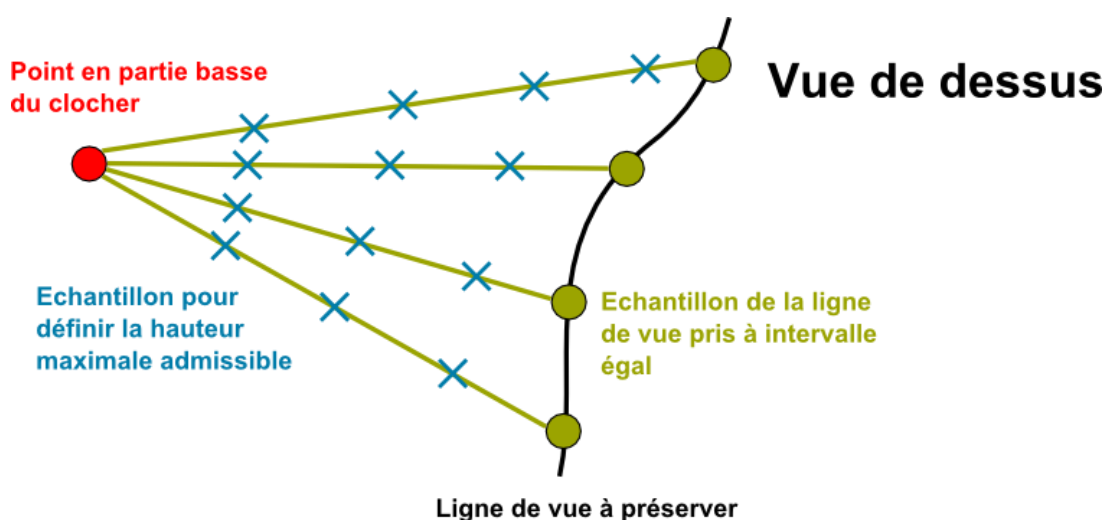 Point en partie basse
du clocher
Vue de dessus
Echantillon pour
définir la hauteur
maximale admissible
Echantillon de la ligne
de vue pris à intervalle
égal
Ligne de vue à préserver